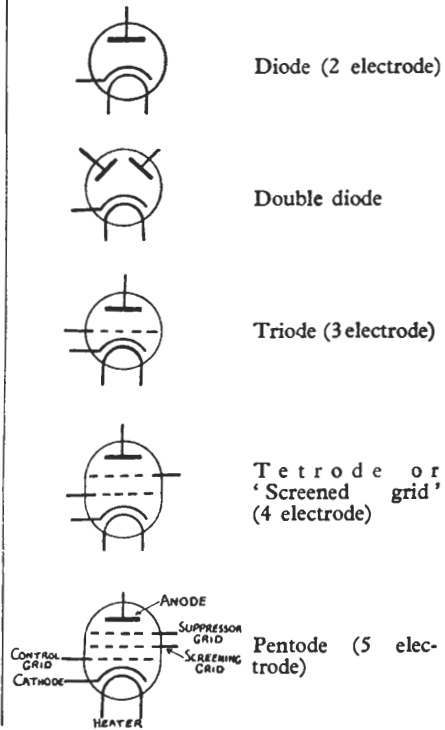 Diode (2 electrode)
Double diode
Triode (3 electrode)
Tetrode or
‘Screened grid’
(4 electrode)
ANODE
SUPPRESSOR
GRID
CONTROL
GRID
SCREENING
GRID
CATHODE
HEATER
Pentode (5 elec-
trode)